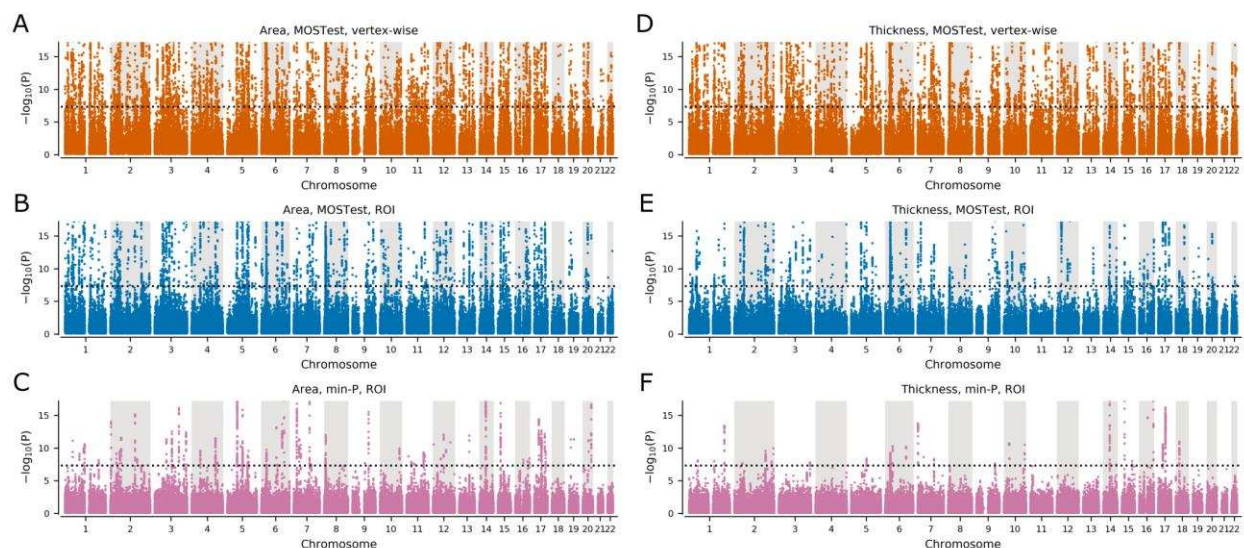 A
Area, MOSTest, vertex-wise
−log10(P)
15
10
5
0
1 2 3 4 5 6 7 8 9 10 11 12 13 14 15 16 17 18 19 20 2122
Chromosome
B
Area, MOSTest, ROI
−log10(P)
15
10
5
0
1 2 3 4 5 6 7 8 9 10 11 12 13 14 15 16 17 18 19 20 2122
Chromosome
C
Area, min-P, ROI
−log10(P)
15
10
5
0
1 2 3 4 5 6 7 8 9 10 11 12 13 14 15 16 17 18 19 20 2122
Chromosome
D
Thickness, MOSTest, vertex-wise
−log10(P)
15
10
5
0
1 2 3 4 5 6 7 8 9 10 11 12 13 14 15 16 17 18 19 20 2122
Chromosome
E
Thickness, MOSTest, ROI
−log10(P)
15
10
5
0
1 2 3 4 5 6 7 8 9 10 11 12 13 14 15 16 17 18 19 20 2122
Chromosome
F
Thickness, min-P, ROI
−log10(P)
15
10
5
0
1 2 3 4 5 6 7 8 9 10 11 12 13 14 15 16 17 18 19 20 2122
Chromosome